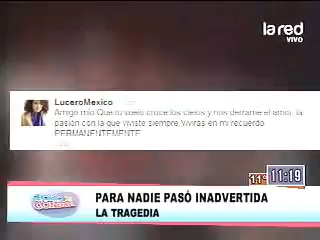 la red
VIVO
LuceroMexico
Amigo mio Que tu vuelo cruce los cielos y nos derrame el amor, la
pasión con la que viviste siempre.Vivirás en mi recuerdo
PERMANENTEMENTE
11°
11:19
PARA NADIE PASÓ INADVERTIDA
LA TRAGEDIA